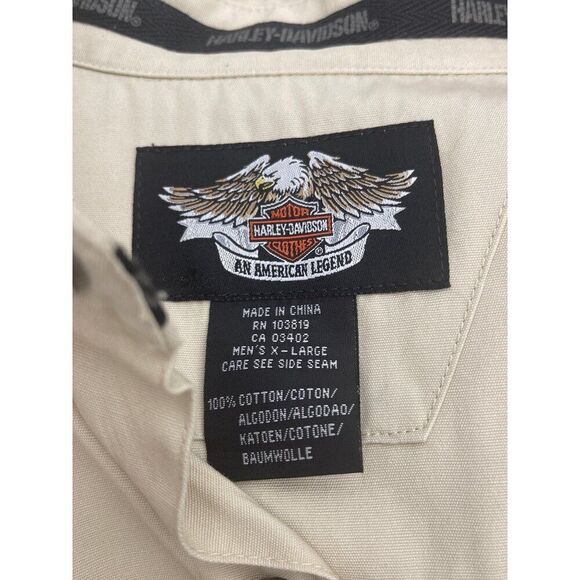 HARLEY-DAVIDSON
HARLEY-DAVIDSON®
HARLEY
MOTOR
HARLEY-DAVIDSON
CLOTHES
®
AN AMERICAN LEGEND
MADE IN CHINA
RN 103819
CA 03402
MEN'S X-LARGE
CARE SEE SIDE SEAM
100% COTTON/COTON/
ALGODON/ALGODAO/
KATOEN/COTONE/
BAUMWOLLE